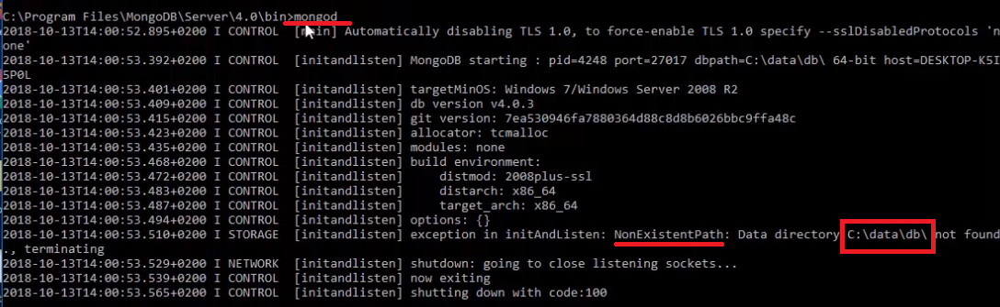 C:\Program Files\MongoDB\Server\4.0\bin>mongod
2018-10-13T14:00:52.895+0200 I CONTROL  [main] Automatically disabling TLS 1.0, to force-enable TLS 1.0 specify --sslDisabledProtocols 'n
one'
2018-10-13T14:00:53.392+0200 I CONTROL  [initandlisten] MongoDB starting : pid=4248 port=27017 dbpath=C:\data\db\ 64-bit host=DESKTOP-K5I
5P0L
2018-10-13T14:00:53.401+0200 I CONTROL  [initandlisten] targetMinOS: Windows 7/Windows Server 2008 R2
2018-10-13T14:00:53.409+0200 I CONTROL  [initandlisten] db version v4.0.3
2018-10-13T14:00:53.415+0200 I CONTROL  [initandlisten] git version: 7ea530946fa7880364d88c8d8b6026bbc9ffa48c
2018-10-13T14:00:53.423+0200 I CONTROL  [initandlisten] allocator: tcmalloc
2018-10-13T14:00:53.435+0200 I CONTROL  [initandlisten] modules: none
2018-10-13T14:00:53.468+0200 I CONTROL  [initandlisten] build environment:
2018-10-13T14:00:53.472+0200 I CONTROL  [initandlisten]     distmod: 2008plus-ssl
2018-10-13T14:00:53.483+0200 I CONTROL  [initandlisten]     distarch: x86_64
2018-10-13T14:00:53.487+0200 I CONTROL  [initandlisten]     target_arch: x86_64
2018-10-13T14:00:53.494+0200 I CONTROL  [initandlisten] options: {}
2018-10-13T14:00:53.510+0200 I STORAGE  [initandlisten] exception in initAndListen: NonExistentPath: Data directory C:\data\db\ not found
., terminating
2018-10-13T14:00:53.529+0200 I NETWORK  [initandlisten] shutdown: going to close listening sockets...
2018-10-13T14:00:53.539+0200 I CONTROL  [initandlisten] now exiting
2018-10-13T14:00:53.565+0200 I CONTROL  [initandlisten] shutting down with code:100